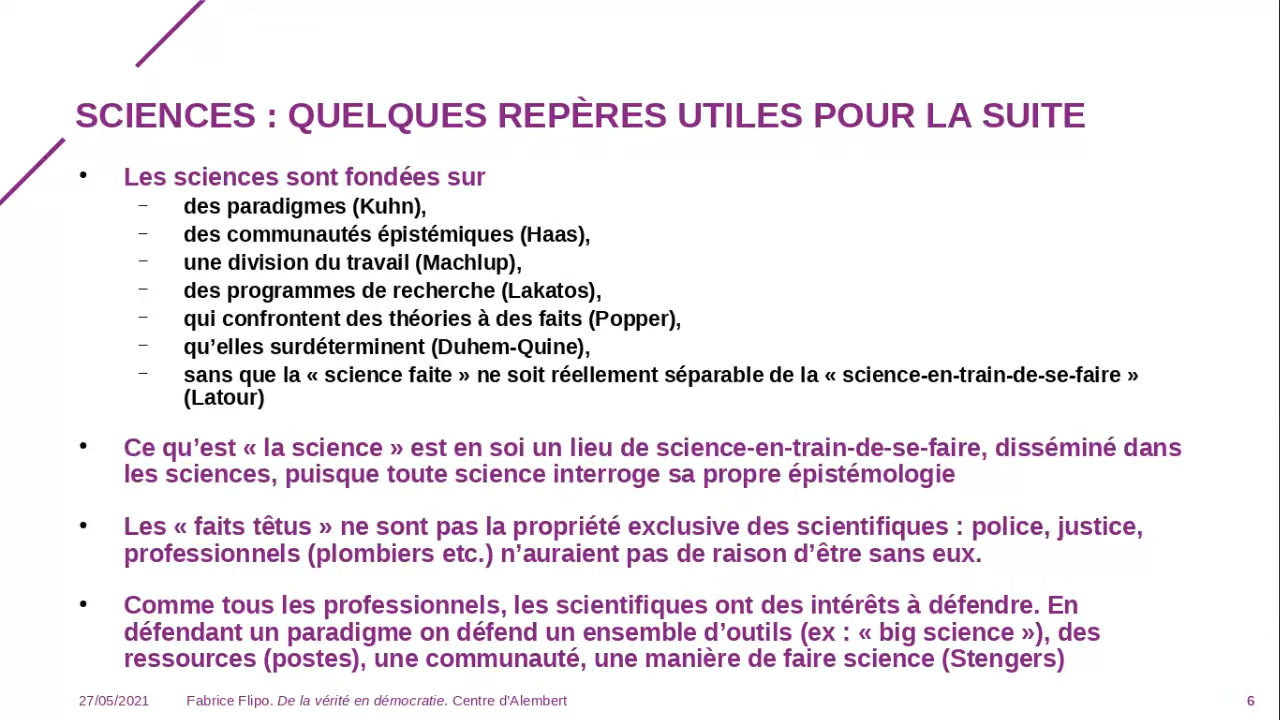 SCIENCES : QUELQUES REPÈRES UTILES POUR LA SUITE
• Les sciences sont fondées sur
– des paradigmes (Kuhn),
– des communautés épistémiques (Haas),
– une division du travail (Machlup),
– des programmes de recherche (Lakatos),
– qui confrontent des théories à des faits (Popper),
– qu’elles surdéterminent (Duhem-Quine),
– sans que la « science faite » ne soit réellement séparable de la « science-en-train-de-se-faire »
(Latour)
• Ce qu’est « la science » est en soi un lieu de science-en-train-de-se-faire, disséminé dans
les sciences, puisque toute science interroge sa propre épistémologie
• Les « faits têtus » ne sont pas la propriété exclusive des scientifiques : police, justice,
professionnels (plombiers etc.) n’auraient pas de raison d’être sans eux.
• Comme tous les professionnels, les scientifiques ont des intérêts à défendre. En
défendant un paradigme on défend un ensemble d’outils (ex : « big science »), des
ressources (postes), une communauté, une manière de faire science (Stengers)
27/05/2021 Fabrice Flipo. De la vérité en démocratie. Centre d'Alembert 6